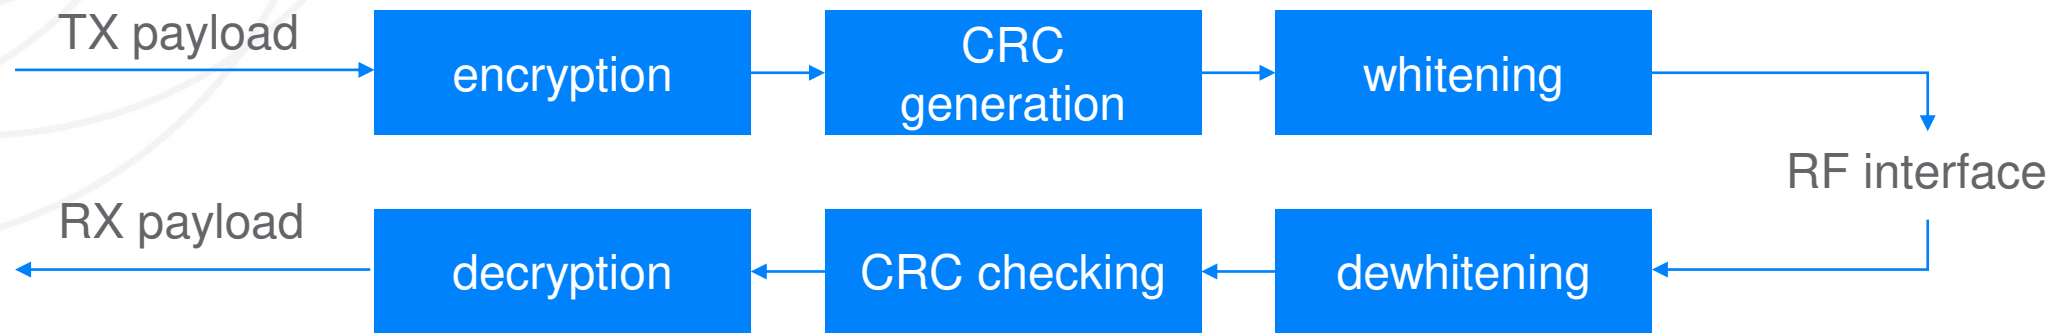 TX payload
encryption
CRC
generation
whitening
RF interface
RX payload
decryption
CRC checking
dewhitening